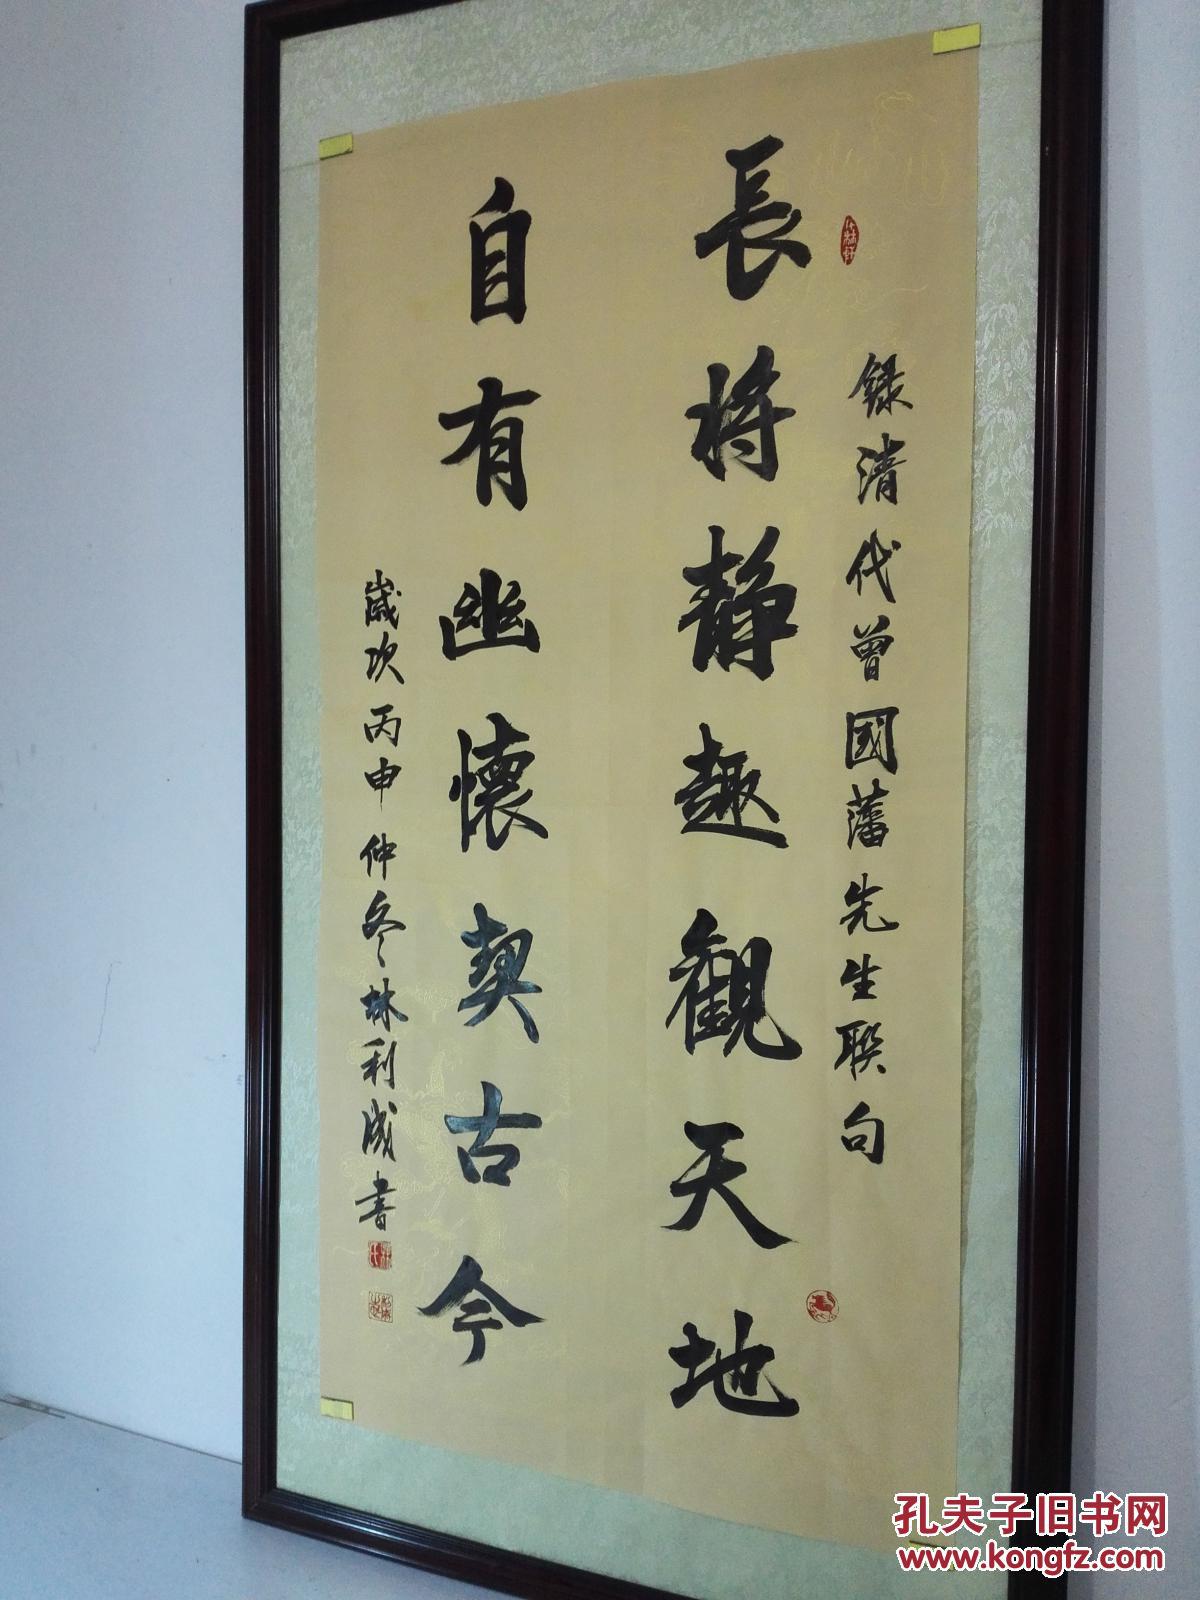 録清代曾國藩先生聯句
長將静趣觀天地
自有幽懷契古今
歲次丙申仲冬林利成書
孔夫子旧书网
www.kongfz.com